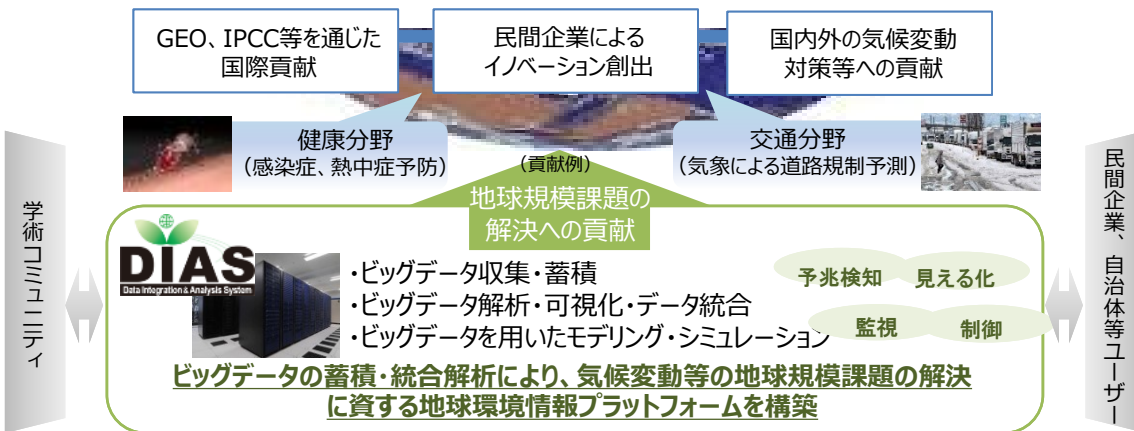 GEO、IPCC等を通じた
国際貢献
民間企業による
イノベーション創出
国内外の気候変動
対策等への貢献
健康分野
（感染症、熱中症予防）
（貢献例）
交通分野
（気象による道路規制予測）
地球規模課題の
解決への貢献
学術コミュニティ
DIAS
Data Integration & Analysis System
・ビッグデータ収集・蓄積
・ビッグデータ解析・可視化・データ統合
・ビッグデータを用いたモデリング・シミュレーション
予兆検知
見える化
監視
制御
ビッグデータの蓄積・統合解析により、気候変動等の地球規模課題の解決
に資する地球環境情報プラットフォームを構築
民間企業、自治体等ユーザー